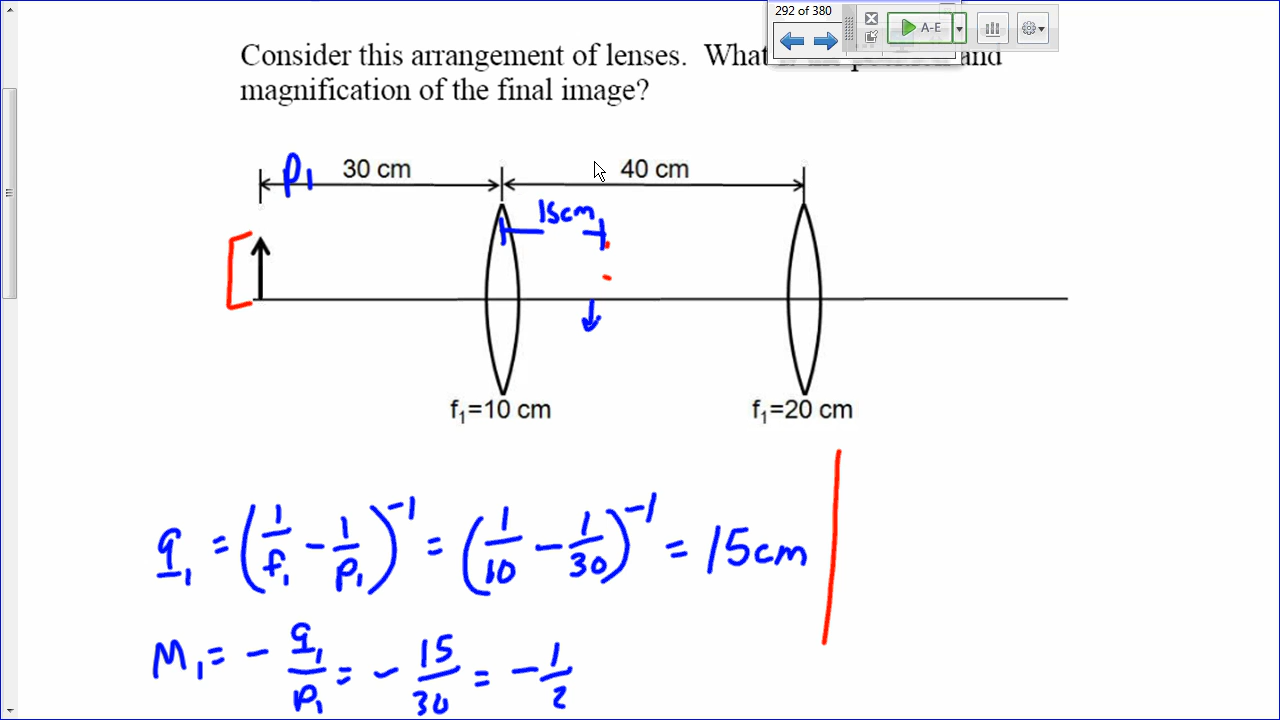 292 of 380
A-E
Consider this arrangement of lenses. What and
magnification of the final image?
p₁ 30 cm 40 cm
15cm
f₁=10 cm f₁=20 cm
q₁ = (1/f₁ - 1/p₁)⁻¹ = (1/10 - 1/30)⁻¹ = 15cm
M₁ = - q₁/p₁ = - 15/30 = - 1/2